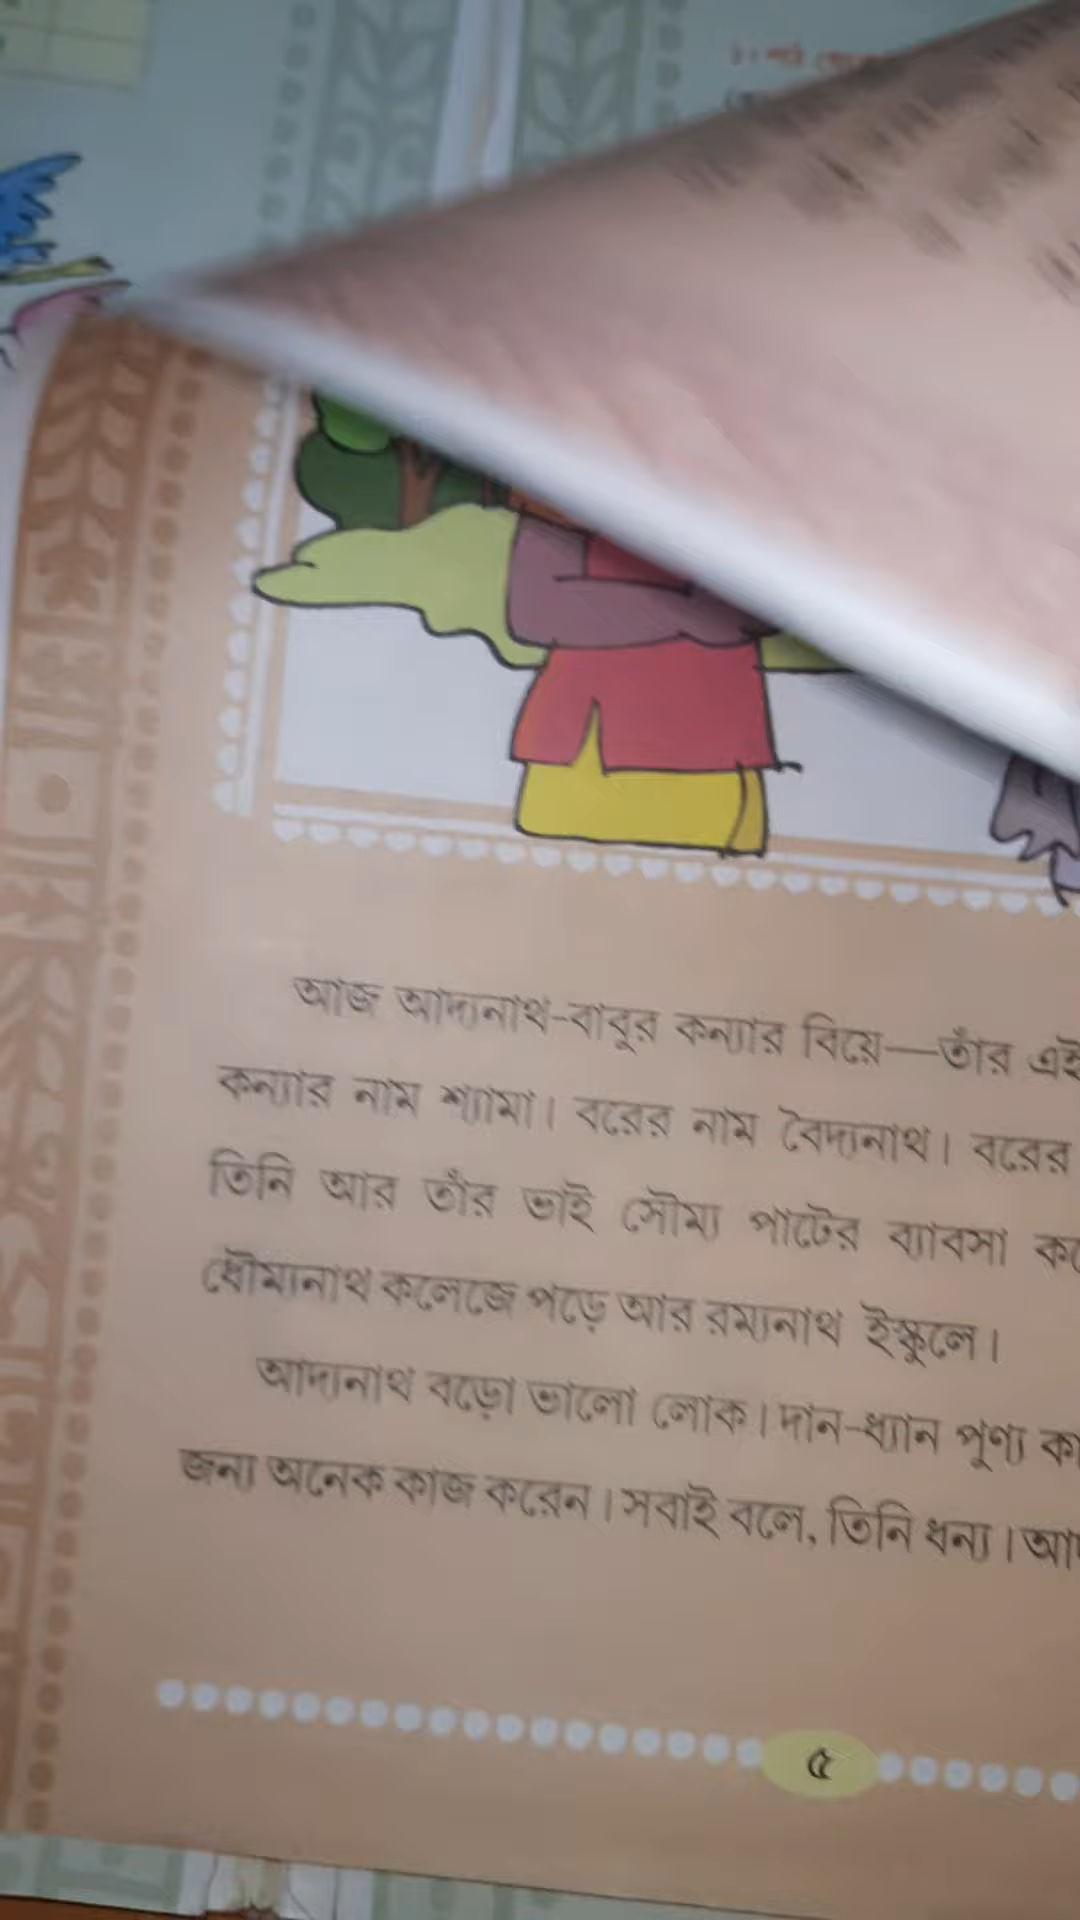 আজ আদ্যনাথ-বাবুর কন্যার বিয়ে—তাঁর এই
কন্যার নাম শ্যামা। বরের নাম বৈদ্যনাথ। বরের
তিনি আর তাঁর ভাই সৌম্য পাটের ব্যাবসা
ধৌম্যনাথ কলেজে পড়ে আর রম্যনাথ ইস্কুলে।
আদ্যনাথ বড়ো ভালো লোক। দান-ধ্যান পুণ্য
জন্য অনেক কাজ করেন। সবাই বলে, তিনি ধন্য।
৫